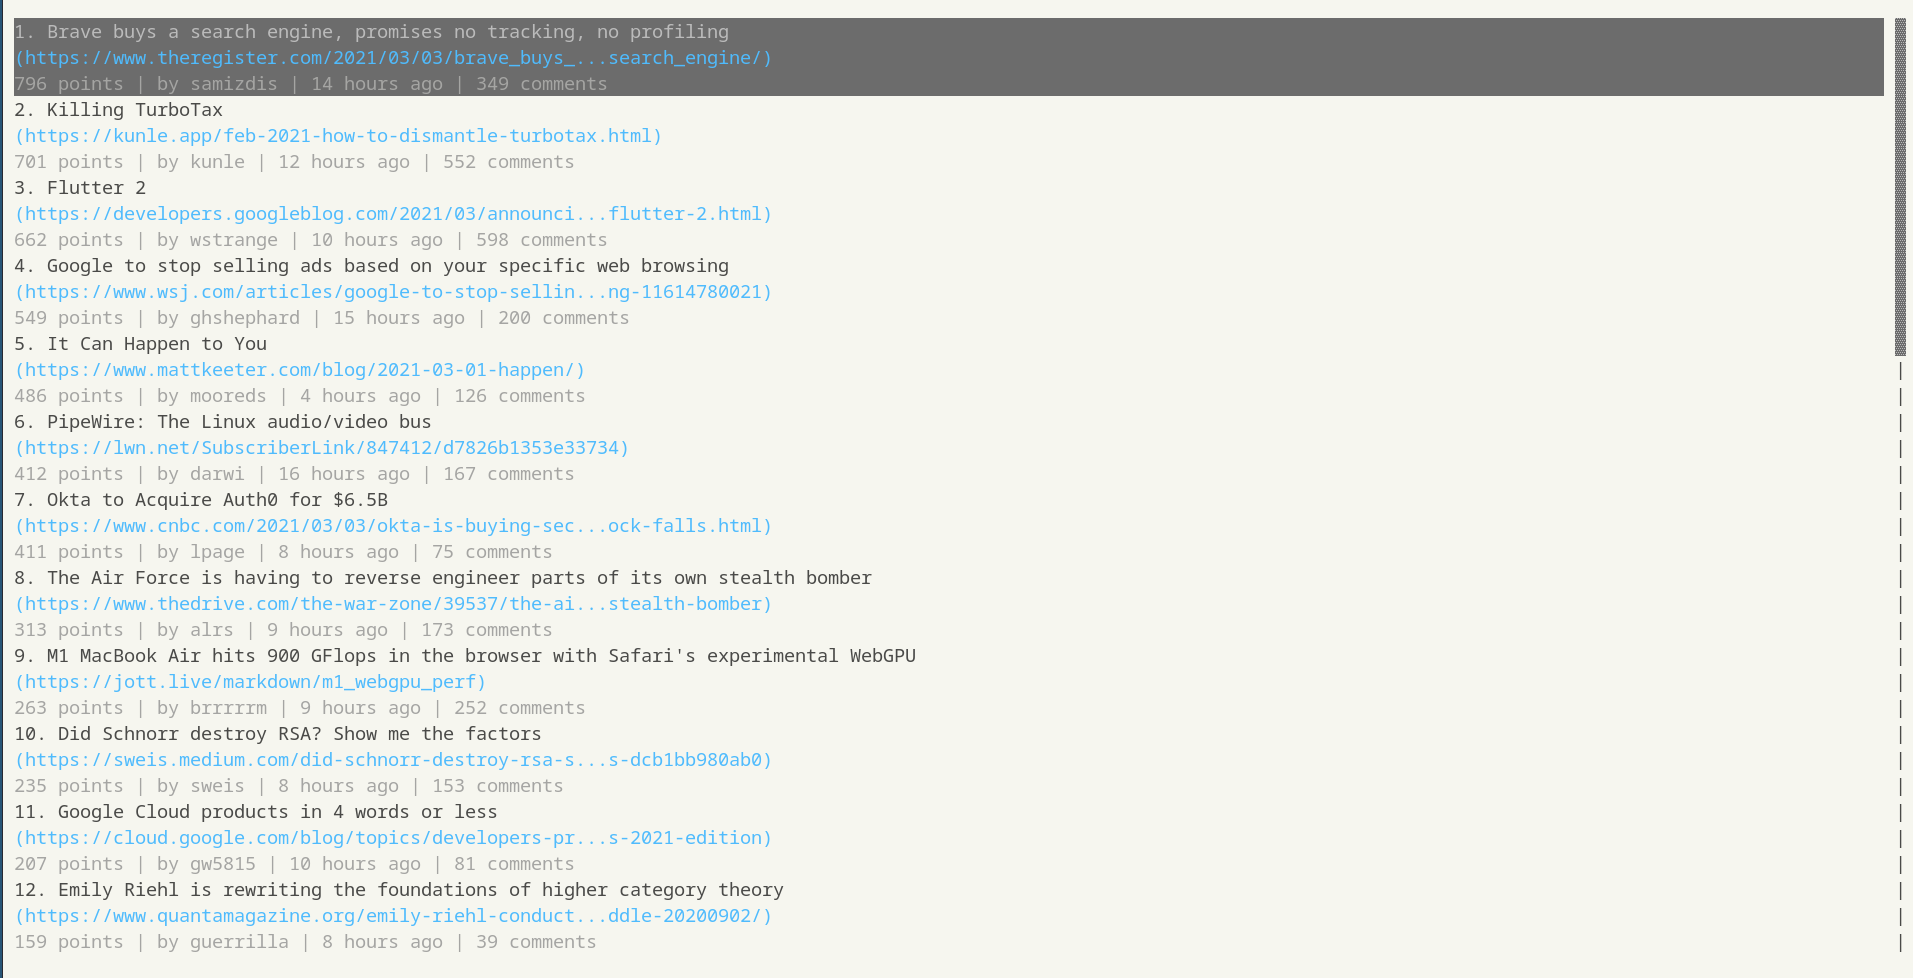 1. Brave buys a search engine, promises no tracking, no profiling
(https://www.theregister.com/2021/03/03/brave_buys_...search_engine/)
796 points | by samizdis | 14 hours ago | 349 comments
2. Killing TurboTax
(https://kunle.app/feb-2021-how-to-dismantle-turbotax.html)
701 points | by kunle | 12 hours ago | 552 comments
3. Flutter 2
(https://developers.googleblog.com/2021/03/announci...flutter-2.html)
662 points | by wstrange | 10 hours ago | 598 comments
4. Google to stop selling ads based on your specific web browsing
(https://www.wsj.com/articles/google-to-stop-sellin...ng-11614780021)
549 points | by ghshephard | 15 hours ago | 200 comments
5. It Can Happen to You
(https://www.mattkeeter.com/blog/2021-03-01-happen/)
486 points | by mooreds | 4 hours ago | 126 comments
6. PipeWire: The Linux audio/video bus
(https://lwn.net/SubscriberLink/847412/d7826b1353e33734)
412 points | by darwi | 16 hours ago | 167 comments
7. Okta to Acquire Auth0 for $6.5B
(https://www.cnbc.com/2021/03/03/okta-is-buying-sec...ock-falls.html)
411 points | by lpage | 8 hours ago | 75 comments
8. The Air Force is having to reverse engineer parts of its own stealth bomber
(https://www.thedrive.com/the-war-zone/39537/the-ai...stealth-bomber)
313 points | by alrs | 9 hours ago | 173 comments
9. M1 MacBook Air hits 900 GFlops in the browser with Safari's experimental WebGPU
(https://jott.live/markdown/m1_webgpu_perf)
263 points | by brrrrrm | 9 hours ago | 252 comments
10. Did Schnorr destroy RSA? Show me the factors
(https://sweis.medium.com/did-schnorr-destroy-rsa-s...s-dcb1bb980ab0)
235 points | by sweis | 8 hours ago | 153 comments
11. Google Cloud products in 4 words or less
(https://cloud.google.com/blog/topics/developers-pr...s-2021-edition)
207 points | by gw5815 | 10 hours ago | 81 comments
12. Emily Riehl is rewriting the foundations of higher category theory
(https://www.quantamagazine.org/emily-riehl-conduct...ddle-20200902/)
159 points | by guerrilla | 8 hours ago | 39 comments